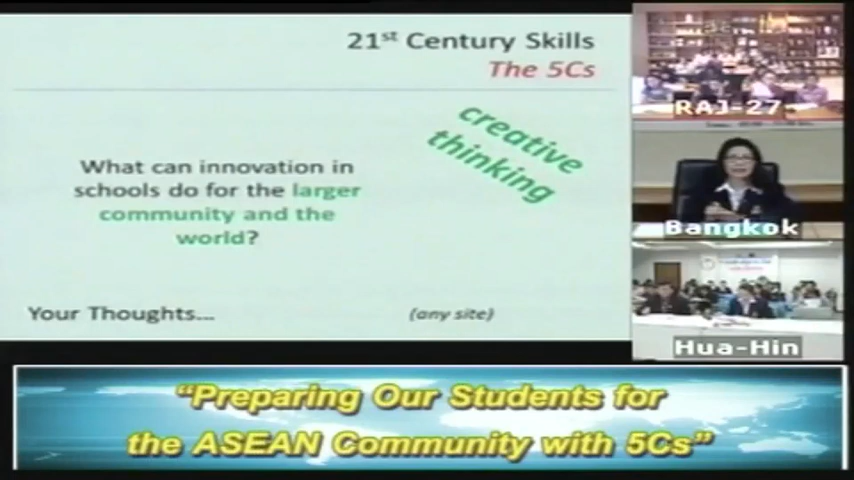 21st Century Skills
The 5Cs
creative
thinking
What can innovation in
schools do for the larger
community and the
world?
Your Thoughts...
(any site)
RAJ-27
Bangkok
Hua-Hin
“Preparing Our Students for
the ASEAN Community with 5Cs”